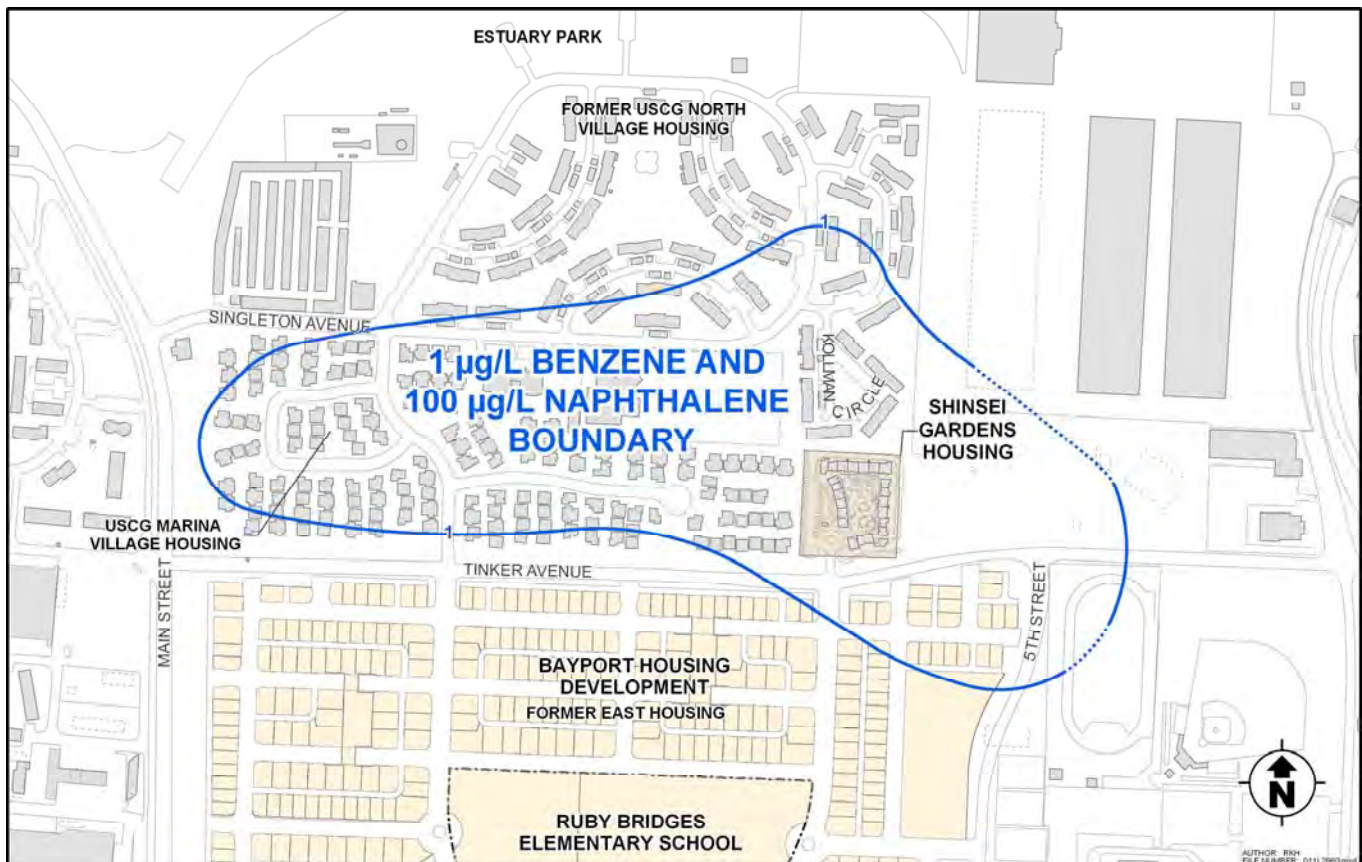 ESTUARY PARK
FORMER USCG NORTH
VILLAGE HOUSING
1
SINGLETON AVENUE
1 µg/L BENZENE AND
100 µg/L NAPHTHALENE
BOUNDARY
KOLLMAN
CIRCLE
SHINSEI
GARDENS
HOUSING
USCG MARINA
VILLAGE HOUSING
1
TINKER AVENUE
MAIN STREET
5TH STREET
BAYPORT HOUSING
DEVELOPMENT
FORMER EAST HOUSING
RUBY BRIDGES
ELEMENTARY SCHOOL
N
AUTHOR: RKH
FILE NUMBER: